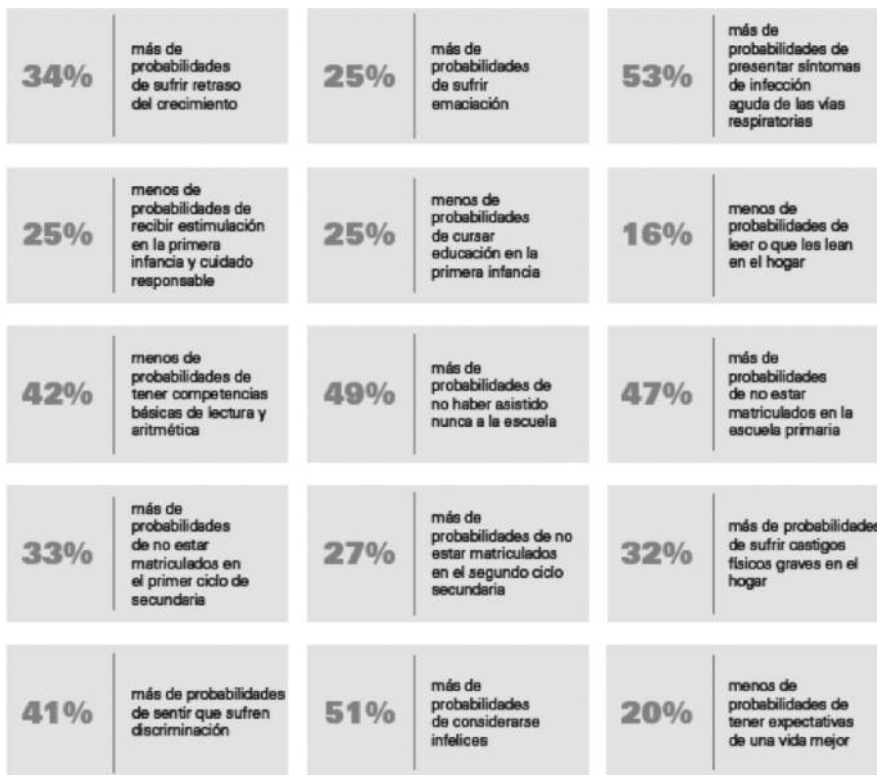 34%
más de
probabilidades
de sufrir retraso
del crecimiento
25%
más de
probabilidades
de sufrir
emaciación
53%
más de
probabilidades de
presentar síntomas
de infección
aguda de las vías
respiratorias
25%
menos de
probabilidades de
recibir estimulación
en la primera
infancia y cuidado
responsable
25%
menos de
probabilidades
de cursar
educación en la
primera infancia
16%
menos de
probabilidades de
leer o que les lean
en el hogar
42%
menos de
probabilidades de
tener competencias
básicas de lectura y
aritmética
49%
más de
probabilidades de
no haber asistido
nunca a la escuela
47%
más de
probabilidades
de no estar
matriculados en la
escuela primaria
33%
más de
probabilidades
de no estar
matriculados en
el primer ciclo de
secundaria
27%
más de
probabilidades de no
estar matriculados
en el segundo ciclo
secundaria
32%
más de probabilidades
de sufrir castigos
físicos graves en el
hogar
41%
más de probabilidades
de sentir que sufren
discriminación
51%
más de
probabilidades
de considerarse
infelices
20%
menos de
probabilidades de
tener expectativas
de una vida mejor